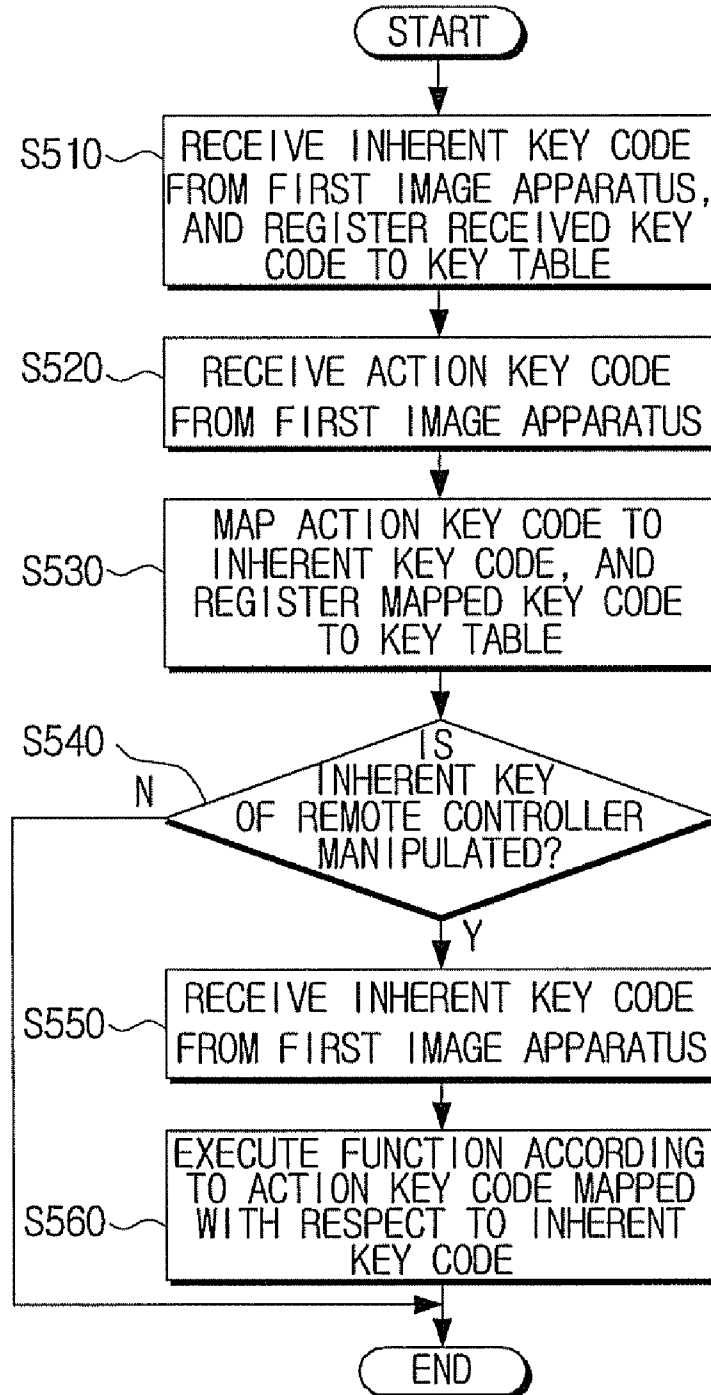 START
S510
RECEIVE INHERENT KEY CODE
FROM FIRST IMAGE APPARATUS,
AND REGISTER RECEIVED KEY
CODE TO KEY TABLE
S520
RECEIVE ACTION KEY CODE
FROM FIRST IMAGE APPARATUS
S530
MAP ACTION KEY CODE TO
INHERENT KEY CODE, AND
REGISTER MAPPED KEY CODE
TO KEY TABLE
S540
IS
INHERENT KEY
OF REMOTE CONTROLLER
MANIPULATED?
N
Y
S550
RECEIVE INHERENT KEY CODE
FROM FIRST IMAGE APPARATUS
S560
EXECUTE FUNCTION ACCORDING
TO ACTION KEY CODE MAPPED
WITH RESPECT TO INHERENT
KEY CODE
END